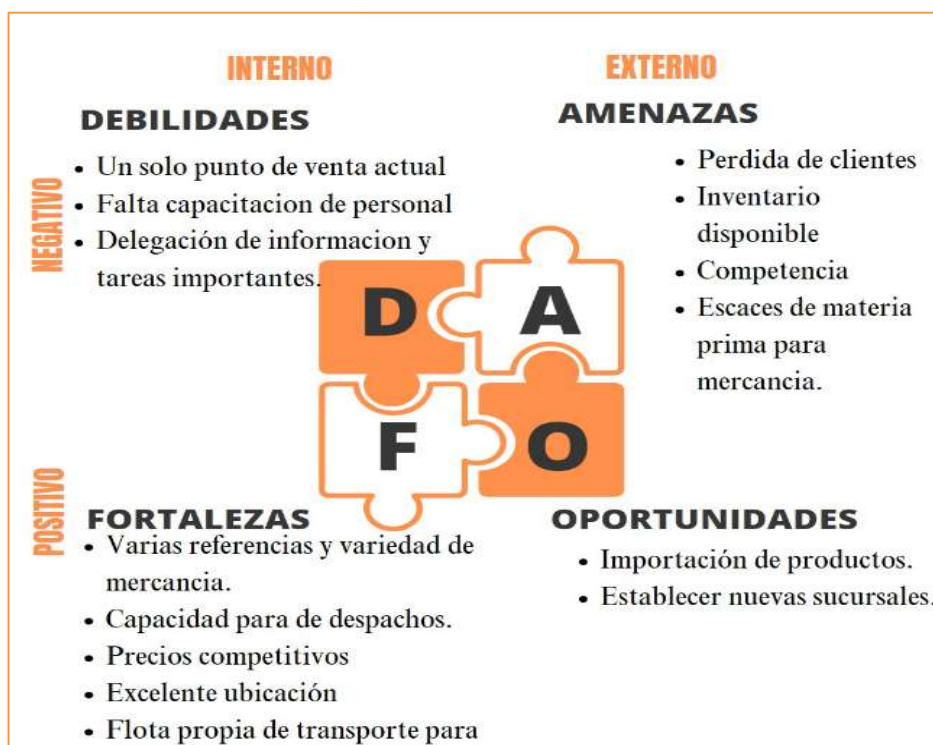 INTERNO
EXTERNO
DEBILIDADES
AMENAZAS
NEGATIVO
• Un solo punto de venta actual
• Falta capacitacion de personal
• Delegación de informacion y
tareas importantes.
• Perdida de clientes
• Inventario
disponible
• Competencia
• Escaces de materia
prima para
mercancia.
D
A
F
O
POSITIVO
FORTALEZAS
OPORTUNIDADES
• Varias referencias y variedad de
mercancia.
• Capacidad para de despachos.
• Precios competitivos
• Excelente ubicación
• Flota propia de transporte para
• Importación de productos.
• Establecer nuevas sucursales.